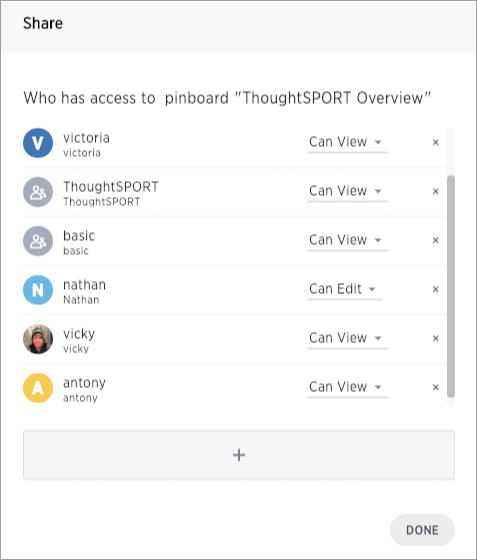 Share
Who has access to pinboard "ThoughtSPORT Overview"
V victoria Can View ×
victoria
ThoughtSPORT Can View ×
ThoughtSPORT
basic Can View ×
basic
N nathan Can Edit ×
Nathan
vicky Can View ×
vicky
A antony Can View ×
antony
+
DONE